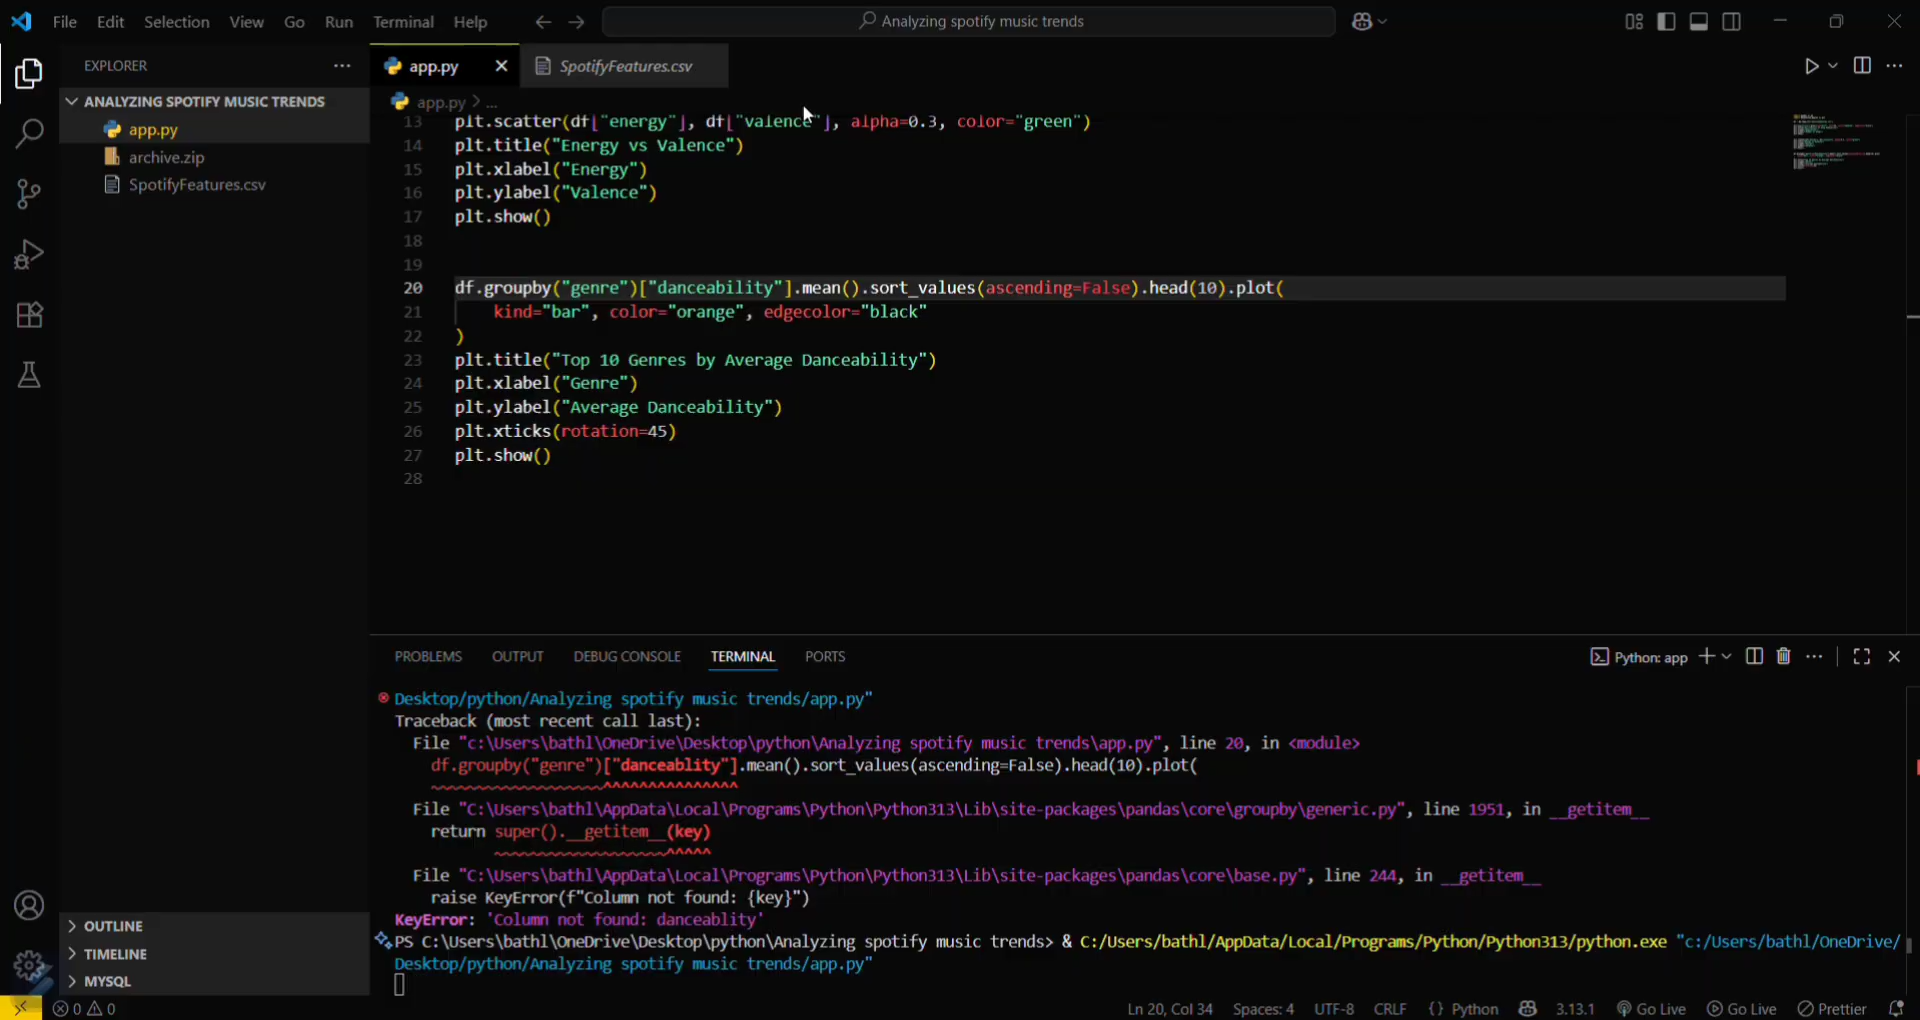 File Edit Selection View Go Run Terminal Help
Analyzing spotify music trends
EXPLORER
ANALYZING SPOTIFY MUSIC TRENDS
app.py
archive.zip
SpotifyFeatures.csv
OUTLINE
TIMELINE
MYSQL
app.py
SpotifyFeatures.csv
app.py > ...
13 plt.scatter(df["energy"], df["valence"], alpha=0.3, color="green")
14 plt.title("Energy vs Valence")
15 plt.xlabel("Energy")
16 plt.ylabel("Valence")
17 plt.show()
18
19
20 df.groupby("genre")["danceability"].mean().sort_values(ascending=False).head(10).plot(
21     kind="bar", color="orange", edgecolor="black"
22 )
23 plt.title("Top 10 Genres by Average Danceability")
24 plt.xlabel("Genre")
25 plt.ylabel("Average Danceability")
26 plt.xticks(rotation=45)
27 plt.show()
28
PROBLEMS OUTPUT DEBUG CONSOLE TERMINAL PORTS
Python: app
Desktop/python/Analyzing spotify music trends/app.py"
Traceback (most recent call last):
  File "c:\Users\bathl\OneDrive\Desktop\python\Analyzing spotify music trends\app.py", line 20, in <module>
    df.groupby("genre")["danceablity"].mean().sort_values(ascending=False).head(10).plot(
    ~~~~~~~~~~~~~~~~~~~^^^^^^^^^^^^^^^
  File "C:\Users\bathl\AppData\Local\Programs\Python\Python313\Lib\site-packages\pandas\core\groupby\generic.py", line 1951, in __getitem__
    return super().__getitem__(key)
           ~~~~~~~~~~~~~~~~~~~^^^^^
  File "C:\Users\bathl\AppData\Local\Programs\Python\Python313\Lib\site-packages\pandas\core\base.py", line 244, in __getitem__
    raise KeyError(f"Column not found: {key}")
KeyError: 'Column not found: danceablity'
PS C:\Users\bathl\OneDrive\Desktop\python\Analyzing spotify music trends> & C:/Users/bathl/AppData/Local/Programs/Python/Python313/python.exe "c:/Users/bathl/OneDrive/
Desktop/python/Analyzing spotify music trends/app.py"
0 0
Ln 20, Col 34 Spaces: 4 UTF-8 CRLF {} Python 3.13.1 Go Live Go Live Prettier